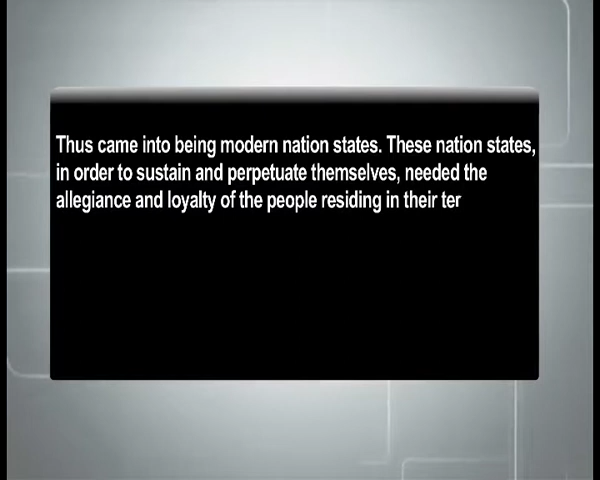 Thus came into being modern nation states. These nation states,
in order to sustain and perpetuate themselves, needed the
allegiance and loyalty of the people residing in their ter